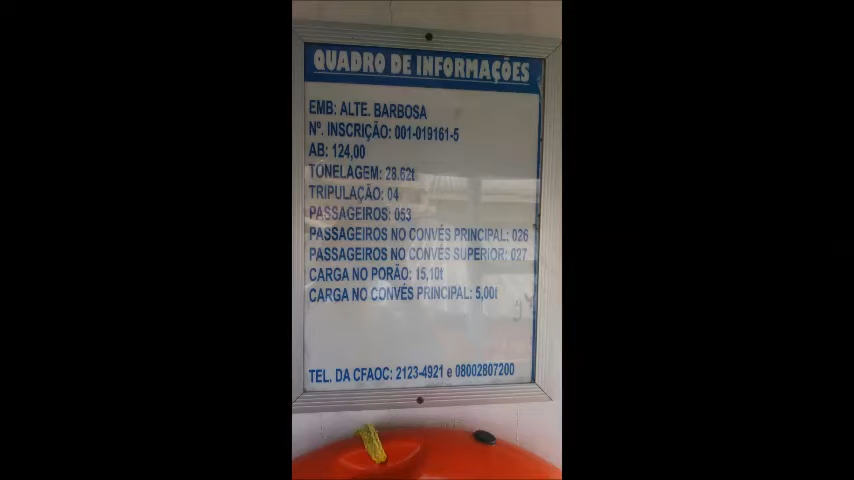 QUADRO DE INFORMAÇÕES
EMB: ALTE. BARBOSA
Nº. INSCRIÇÃO: 001-019161-5
AB: 124,00
TONELAGEM: 28.62t
TRIPULAÇÃO: 04
PASSAGEIROS: 053
PASSAGEIROS NO CONVÉS PRINCIPAL: 026
PASSAGEIROS NO CONVÉS SUPERIOR: 027
CARGA NO PORÃO: 15,10t
CARGA NO CONVÉS PRINCIPAL: 5,00t
TEL. DA CFAOC: 2123-4921 e 08002807200